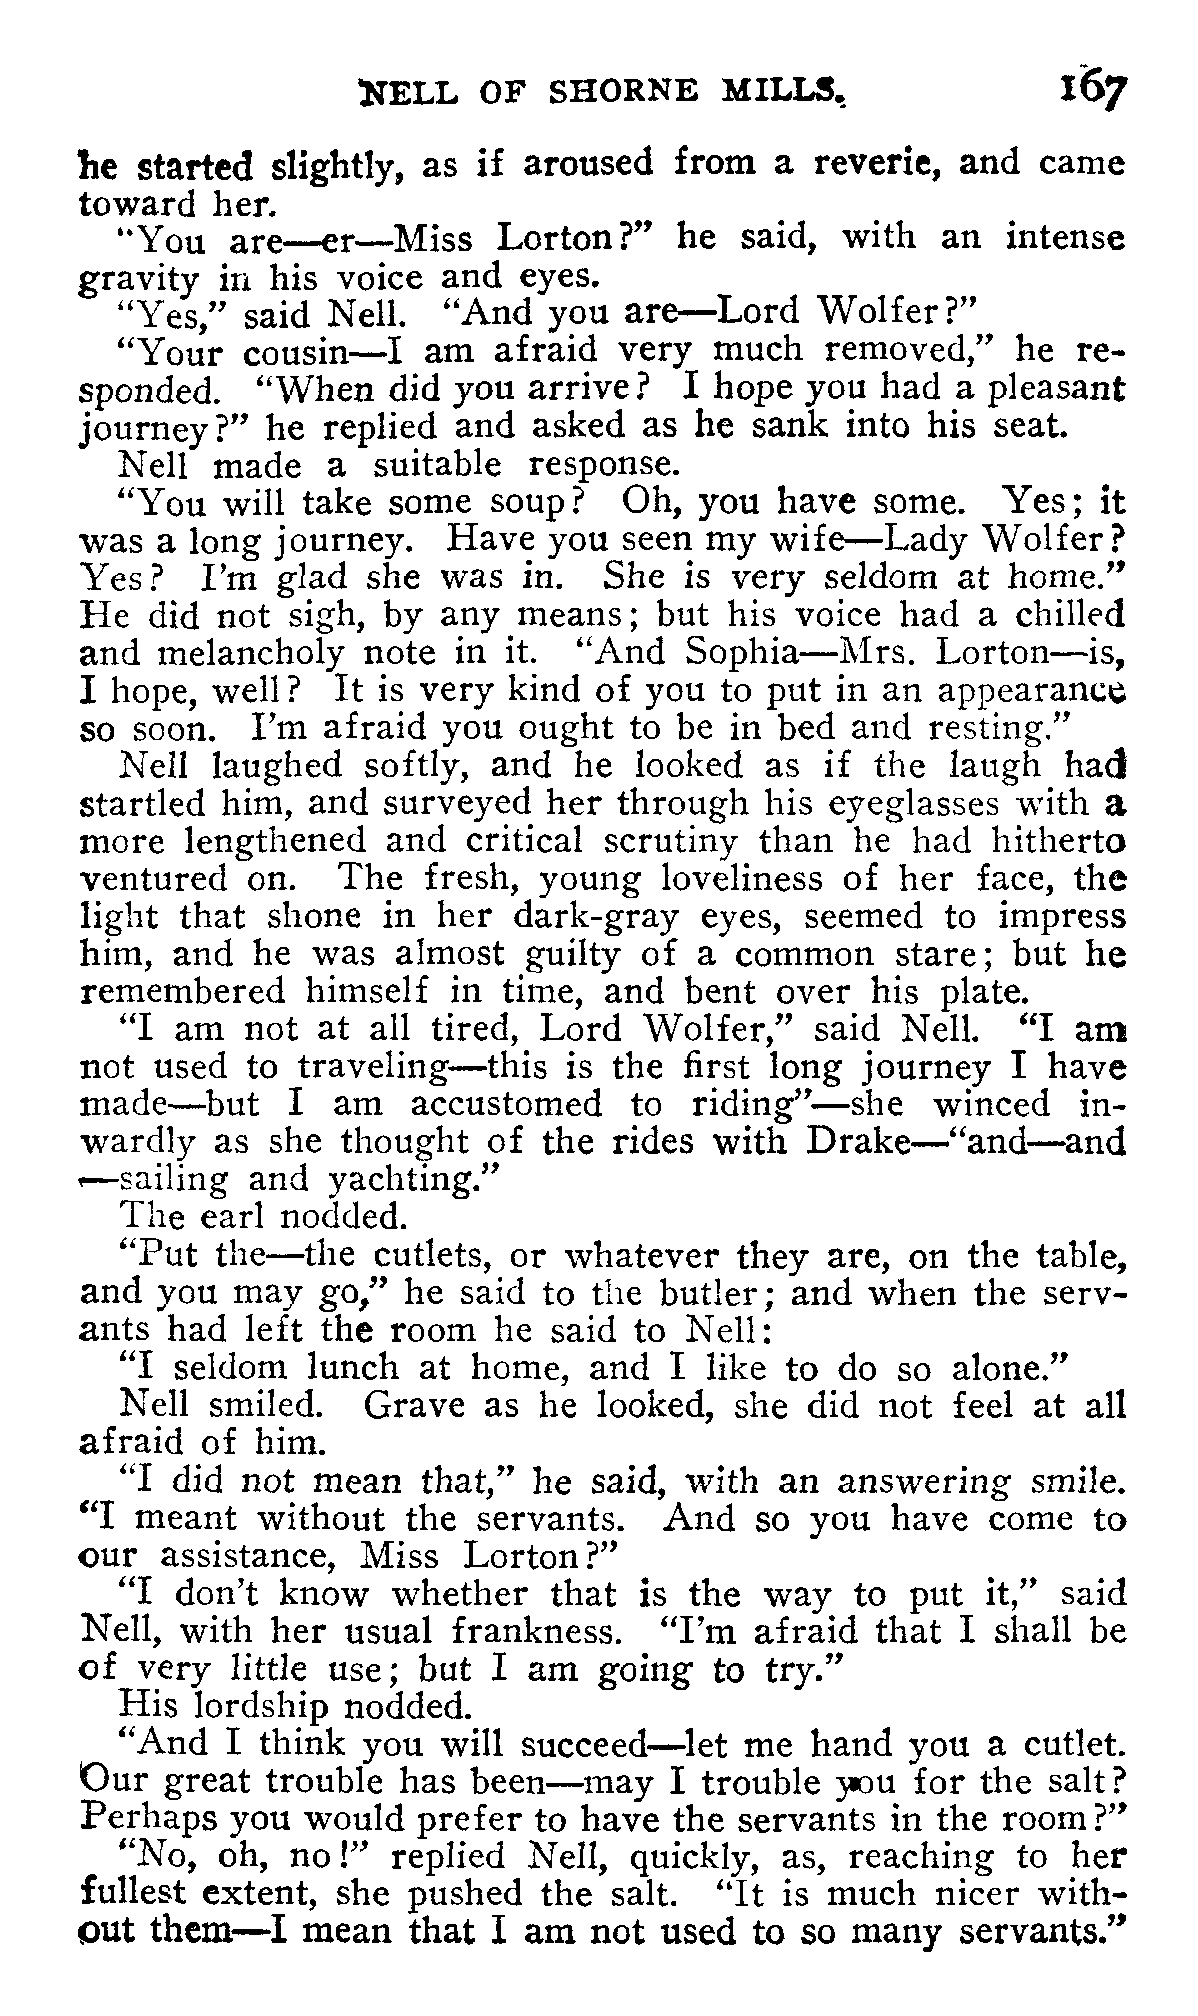 NELL OF SHORNE MILLS. 167
he started slightly, as if aroused from a reverie, and came
toward her.
"You are—er—Miss Lorton?" he said, with an intense
gravity in his voice and eyes.
"Yes," said Nell. "And you are—Lord Wolfer?"
"Your cousin—I am afraid very much removed," he re-
sponded. "When did you arrive? I hope you had a pleasant
journey?" he replied and asked as he sank into his seat.
Nell made a suitable response.
"You will take some soup? Oh, you have some. Yes; it
was a long journey. Have you seen my wife—Lady Wolfer?
Yes? I'm glad she was in. She is very seldom at home."
He did not sigh, by any means; but his voice had a chilled
and melancholy note in it. "And Sophia—Mrs. Lorton—is,
I hope, well? It is very kind of you to put in an appearance
so soon. I'm afraid you ought to be in bed and resting."
Nell laughed softly, and he looked as if the laugh had
startled him, and surveyed her through his eyeglasses with a
more lengthened and critical scrutiny than he had hitherto
ventured on. The fresh, young loveliness of her face, the
light that shone in her dark-gray eyes, seemed to impress
him, and he was almost guilty of a common stare; but he
remembered himself in time, and bent over his plate.
"I am not at all tired, Lord Wolfer," said Nell. "I am
not used to traveling—this is the first long journey I have
made—but I am accustomed to riding"—she winced in-
wardly as she thought of the rides with Drake—"and—and
—sailing and yachting."
The earl nodded.
"Put the—the cutlets, or whatever they are, on the table,
and you may go," he said to the butler; and when the serv-
ants had left the room he said to Nell:
"I seldom lunch at home, and I like to do so alone."
Nell smiled. Grave as he looked, she did not feel at all
afraid of him.
"I did not mean that," he said, with an answering smile.
"I meant without the servants. And so you have come to
our assistance, Miss Lorton?"
"I don't know whether that is the way to put it," said
Nell, with her usual frankness. "I'm afraid that I shall be
of very little use; but I am going to try."
His lordship nodded.
"And I think you will succeed—let me hand you a cutlet.
Our great trouble has been—may I trouble you for the salt?
Perhaps you would prefer to have the servants in the room?"
"No, oh, no!" replied Nell, quickly, as, reaching to her
fullest extent, she pushed the salt. "It is much nicer with-
out them—I mean that I am not used to so many servants."